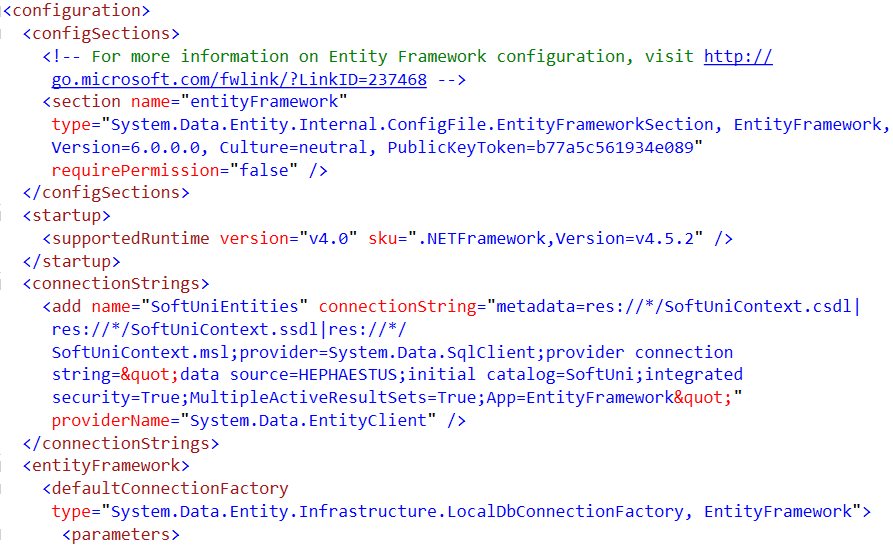 <configuration>
<configSections>
<!-- For more information on Entity Framework configuration, visit http://
go.microsoft.com/fwlink/?LinkID=237468 -->
<section name="entityFramework"
type="System.Data.Entity.Internal.ConfigFile.EntityFrameworkSection, EntityFramework,
Version=6.0.0.0, Culture=neutral, PublicKeyToken=b77a5c561934e089"
requirePermission="false" />
</configSections>
<startup>
<supportedRuntime version="v4.0" sku=".NETFramework,Version=v4.5.2" />
</startup>
<connectionStrings>
<add name="SoftUniEntities" connectionString="metadata=res://*/SoftUniContext.csdl|
res://*/SoftUniContext.ssdl|res://*/
SoftUniContext.msl;provider=System.Data.SqlClient;provider connection
string=&quot;data source=HEPHAESTUS;initial catalog=SoftUni;integrated
security=True;MultipleActiveResultSets=True;App=EntityFramework&quot;"
providerName="System.Data.EntityClient" />
</connectionStrings>
<entityFramework>
<defaultConnectionFactory
type="System.Data.Entity.Infrastructure.LocalDbConnectionFactory, EntityFramework">
<parameters>